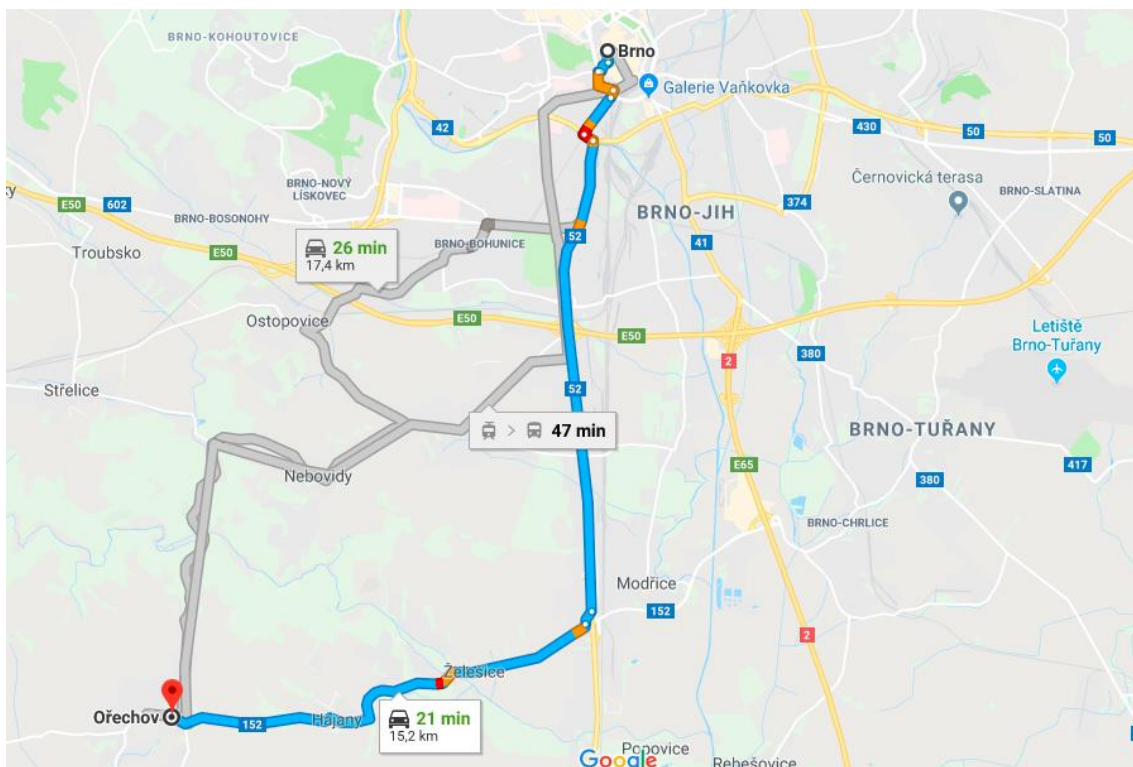 BRNO-KOHOUTOVICE
Brno
Galerie Vaňkovka
42
430
50
50
Černovická terasa
BRNO-SLATINA
BRNO-NOVÝ
LÍSKOVEC
E50
602
BRNO-BOSONOHY
374
BRNO-JIH
Troubsko
E50
26 min
17,4 km
BRNO-BOHUNICE
52
41
Ostopovice
E50
E50
Letiště
Brno-Tuřany
380
2
Střelice
52
47 min
BRNO-TUŘANY
E65
417
Nebovidy
380
BRNO-CHRLICE
Modřice
152
2
Želešice
Ořechov
152
Hajany
21 min
15,2 km
Google
Popovice
Rebešovice